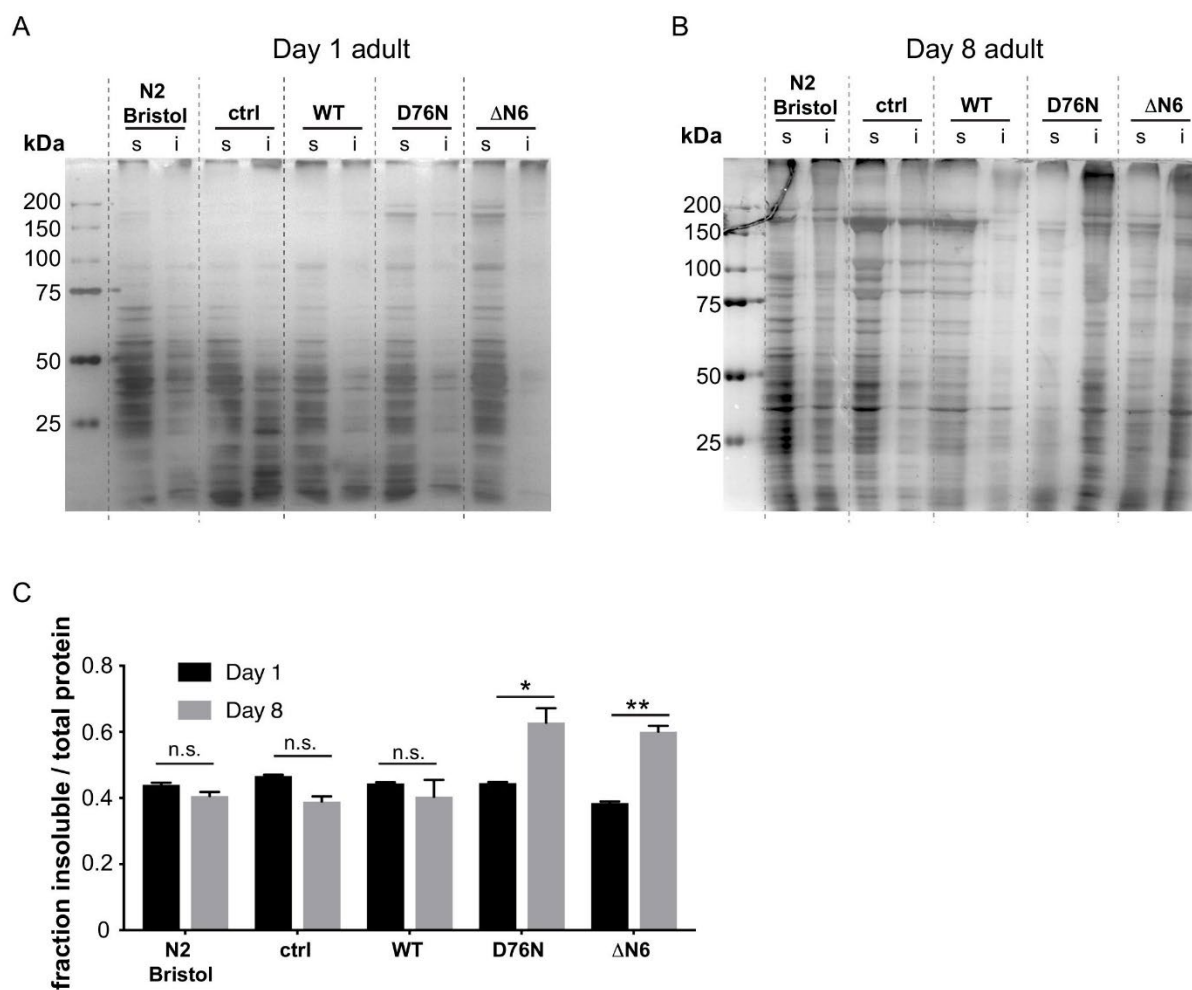 A
Day 1 adult
N2
Bristol ctrl WT D76N ΔN6
kDa s i s i s i s i s i
200
150
100
75
50
25
B
Day 8 adult
N2
Bristol ctrl WT D76N ΔN6
kDa s i s i s i s i s i
200
150
100
75
50
25
C
fraction insoluble / total protein
0.8
0.6
0.4
0.2
0
Day 1
Day 8
n.s. n.s. n.s. * **
N2
Bristol ctrl WT D76N ΔN6